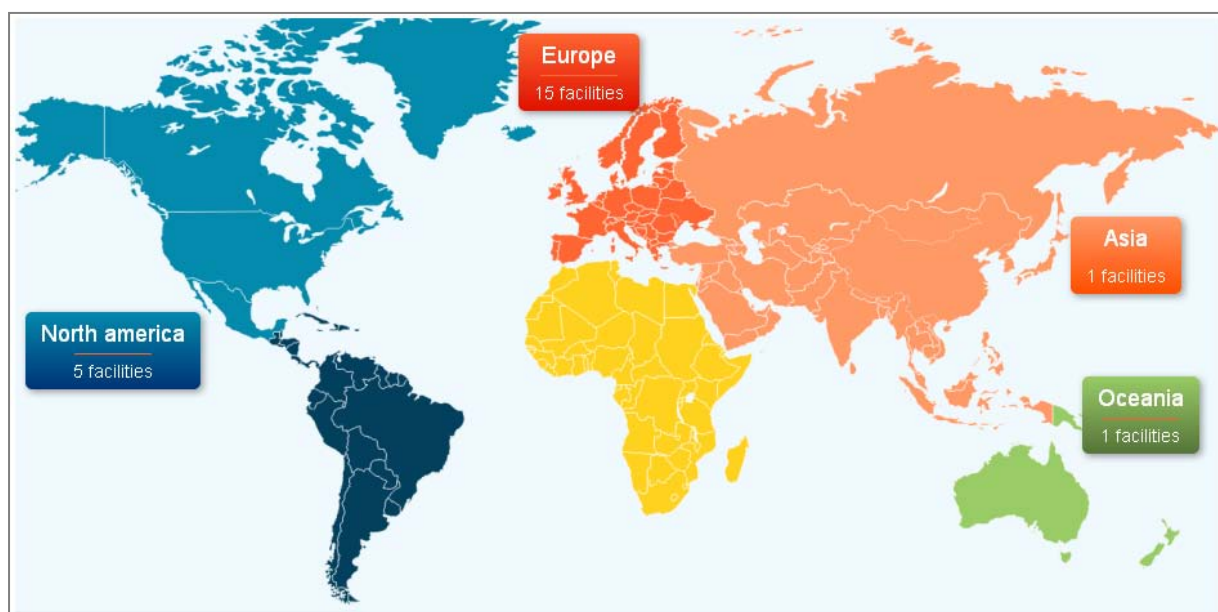 Europe
15 facilities
Asia
1 facilities
North america
5 facilities
Oceania
1 facilities